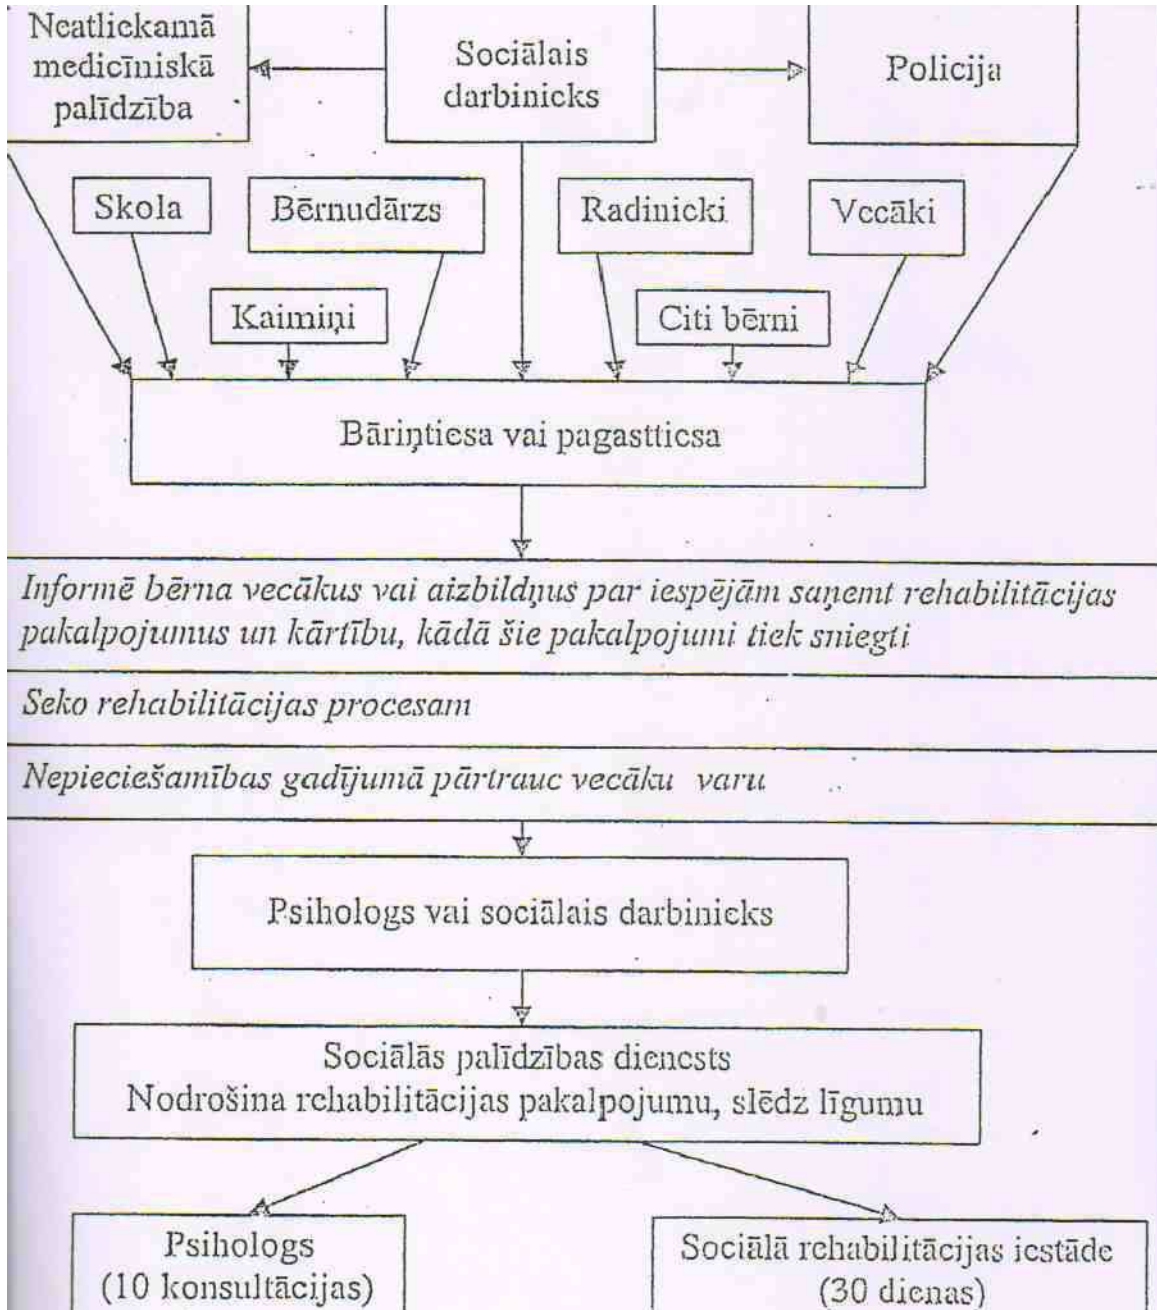 Neatliekamā
medicīniskā
palīdzība
Sociālais
darbinieks
Policija
Skola
Bērnudārzs
Radinieki
Vecāki
Kaimiņi
Citi bērni
Bāriņtiesa vai pagasttiesa
Informē bērna vecākus vai aizbildņus par iespējām saņemt rehabilitācijas
pakalpojumus un kārtību, kādā šie pakalpojumi tiek sniegti
Seko rehabilitācijas procesam
Nepieciešamības gadījumā pārtrauc vecāku varu
Psihologs vai sociālais darbinieks
Sociālās palīdzības dienests
Nodrošina rehabilitācijas pakalpojumu, slēdz līgumu
Psihologs
(10 konsultācijas)
Sociālā rehabilitācijas iestāde
(30 dienas)